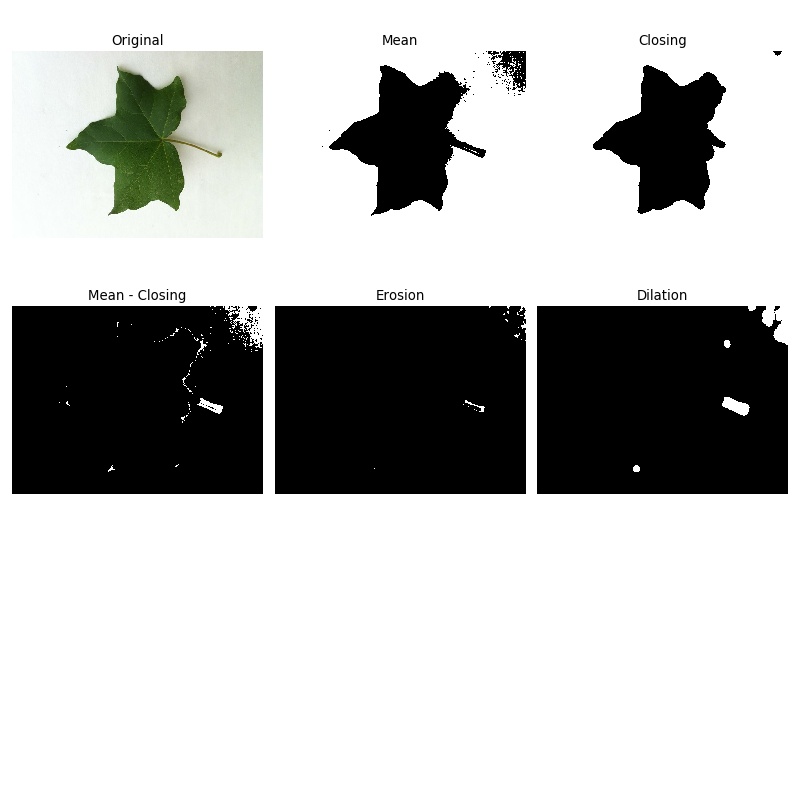 Original
Mean
Closing
Mean - Closing
Erosion
Dilation